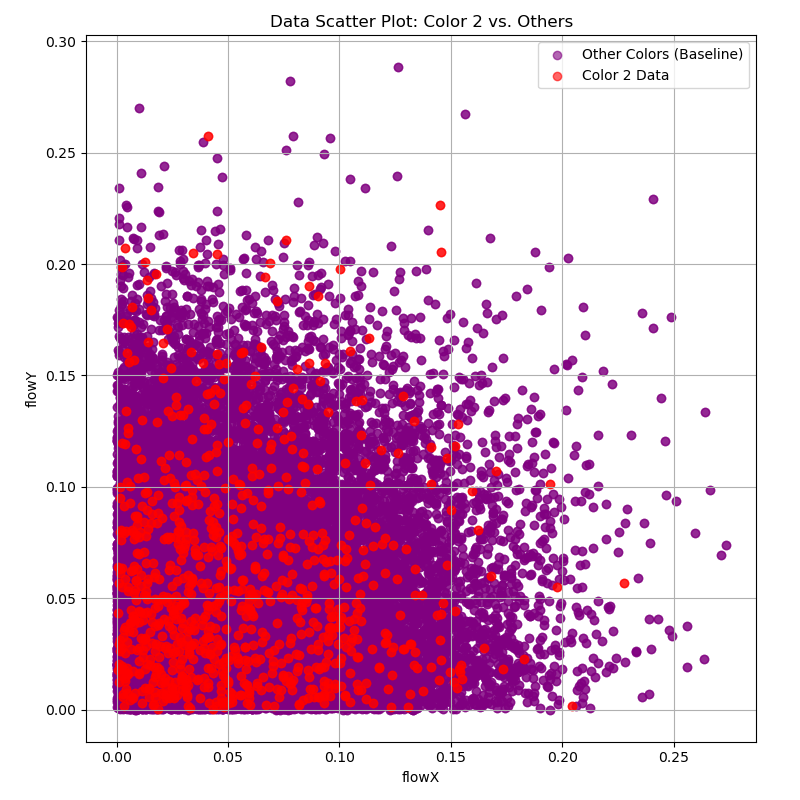 Data Scatter Plot: Color 2 vs. Others
Other Colors (Baseline)
Color 2 Data
flowY
0.30
0.25
0.20
0.15
0.10
0.05
0.00
0.00 0.05 0.10 0.15 0.20 0.25
flowX